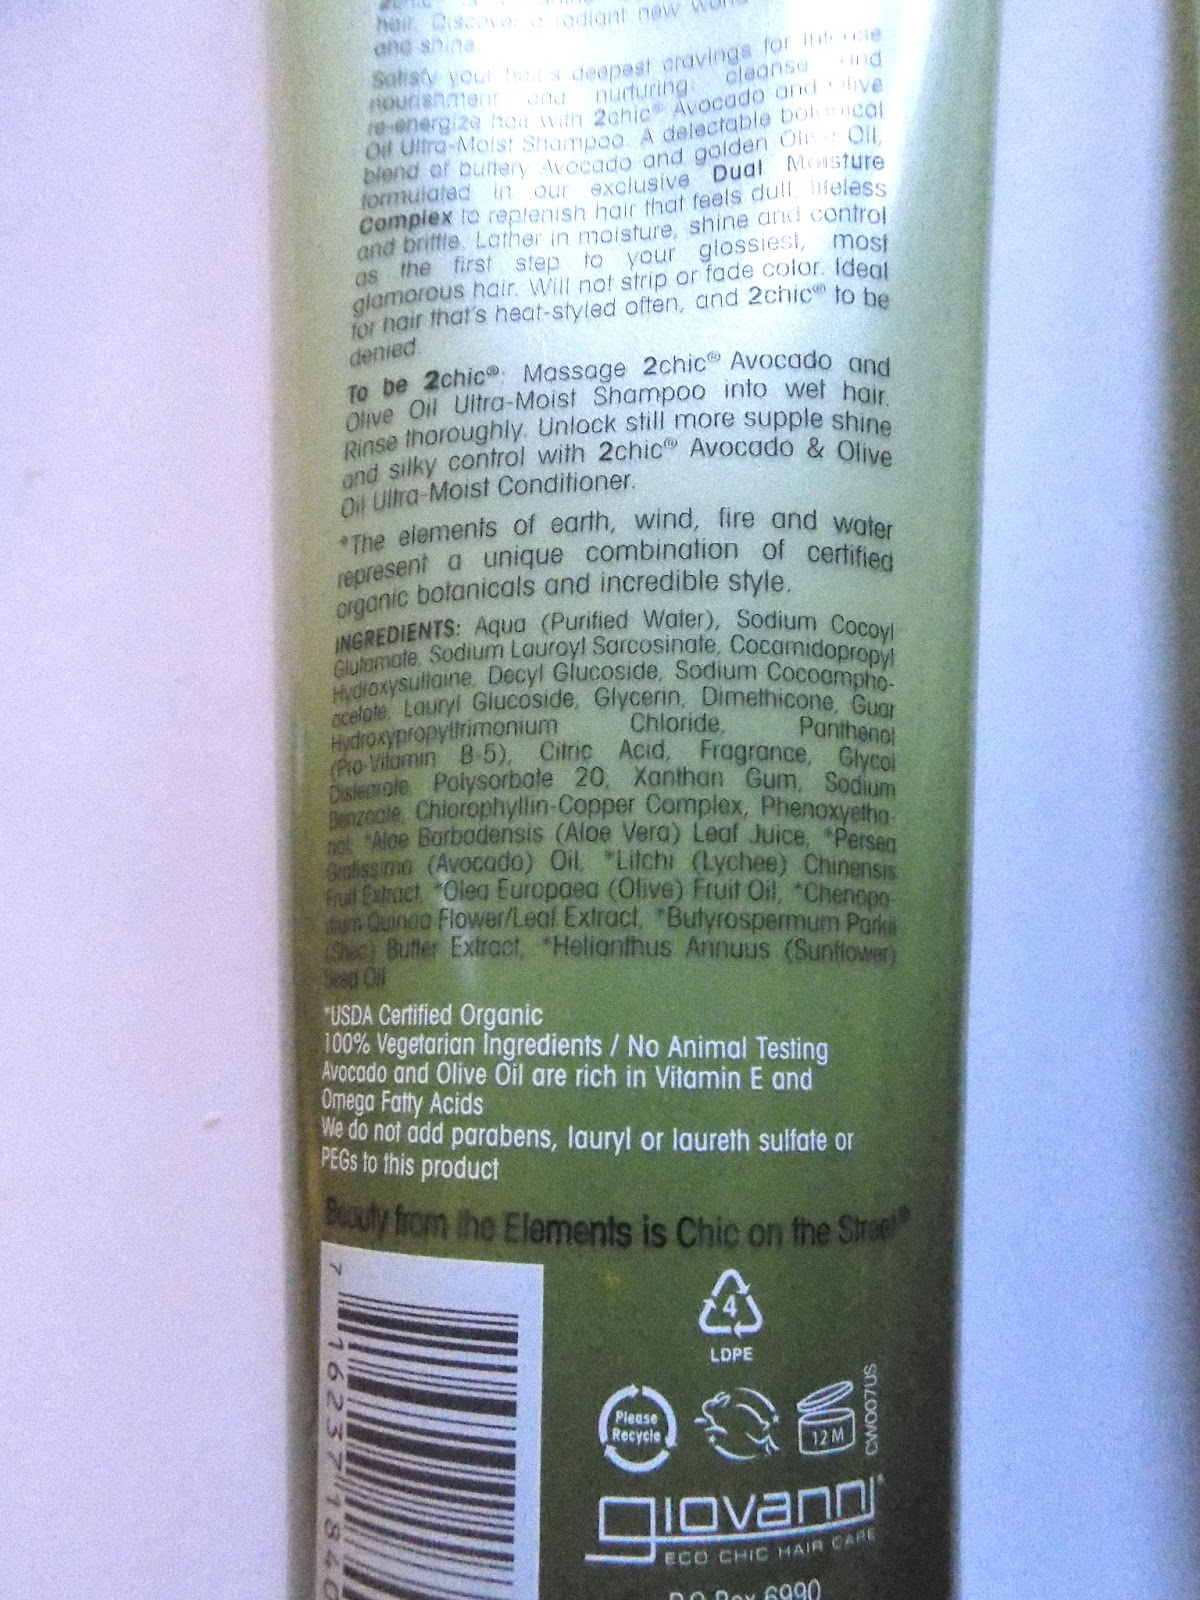 hair. Discover a radiant new world
and shine
Satisfy your hair's deepest cravings for intense
nourishment and nurturing: cleanse and
re-energize hair with 2chic® Avocado and Olive
Oil Ultra-Moist Shampoo. A delectable botanical
blend of buttery Avocado and golden Olive Oil,
formulated in our exclusive Dual Moisture
Complex to replenish hair that feels dull, lifeless
and brittle. Lather in moisture, shine and control
as the first step to your glossiest, most
glamorous hair. Will not strip or fade color. Ideal
for hair that's heat-styled often, and 2chic® to be
denied.
To be 2chic®: Massage 2chic® Avocado and
Olive Oil Ultra-Moist Shampoo into wet hair.
Rinse thoroughly. Unlock still more supple shine
and silky control with 2chic® Avocado & Olive
Oil Ultra-Moist Conditioner.
*The elements of earth, wind, fire and water
represent a unique combination of certified
organic botanicals and incredible style.
INGREDIENTS: Aqua (Purified Water), Sodium Cocoyl
Glutamate, Sodium Lauroyl Sarcosinate, Cocamidopropyl
Hydroxysultaine, Decyl Glucoside, Sodium Cocoampho-
acetate, Lauryl Glucoside, Glycerin, Dimethicone, Guar
Hydroxypropyltrimonium Chloride, Panthenol
(Pro-Vitamin B-5), Citric Acid, Fragrance, Glycol
Distearate, Polysorbate 20, Xanthan Gum, Sodium
Benzoate, Chlorophyllin-Copper Complex, Phenoxyetha-
nol, *Aloe Barbadensis (Aloe Vera) Leaf Juice, *Persea
Gratissima (Avocado) Oil, *Litchi (Lychee) Chinensis
Fruit Extract, *Olea Europaea (Olive) Fruit Oil, *Chenopo-
dium Quinoa Flower/Leaf Extract, *Butyrospermum Parkii
(Shea) Butter Extract, *Helianthus Annuus (Sunflower)
Seed Oil
*USDA Certified Organic
100% Vegetarian Ingredients / No Animal Testing
Avocado and Olive Oil are rich in Vitamin E and
Omega Fatty Acids
We do not add parabens, lauryl or laureth sulfate or
PEGs to this product
Beauty from the Elements is Chic on the Street®
4
LDPE
Please
Recycle
12M
CW007US
giovanni®
ECO CHIC HAIR CARE
P.O. Box 6990
7 16237 1840